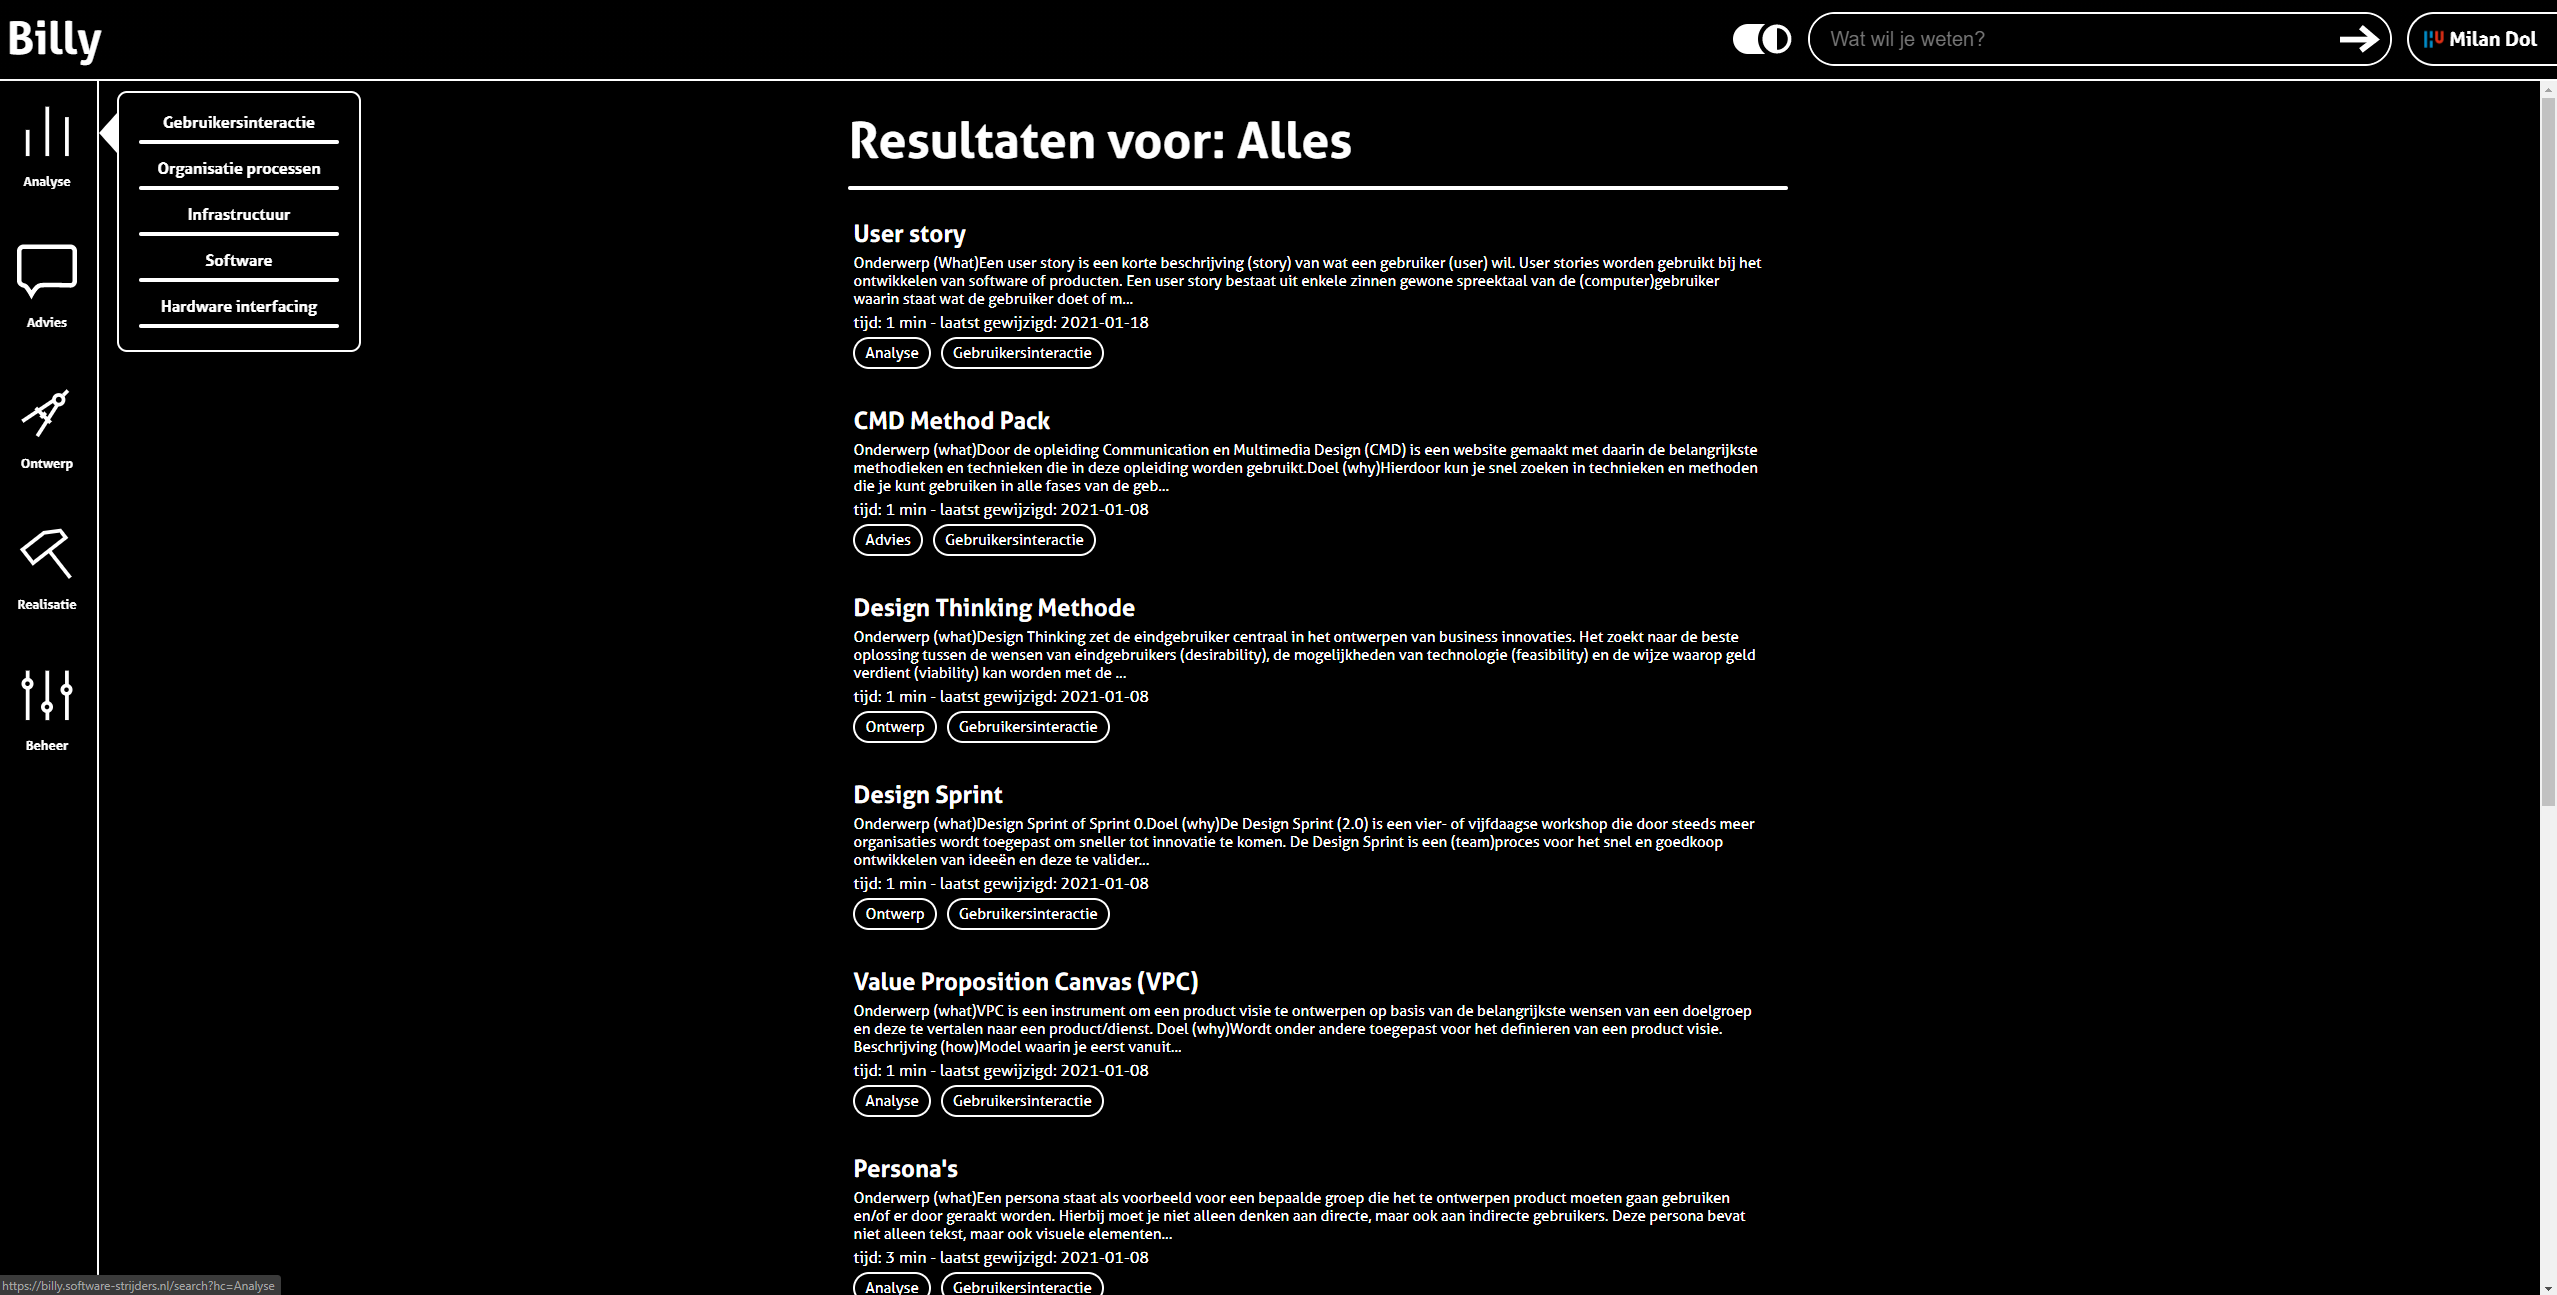 Billy
Wat wil je weten?
HU Milan Dol
Analyse
Advies
Ontwerp
Realisatie
Beheer
Gebruikersinteractie
Organisatie processen
Infrastructuur
Software
Hardware interfacing
Resultaten voor: Alles
User story
Onderwerp (What)Een user story is een korte beschrijving (story) van wat een gebruiker (user) wil. User stories worden gebruikt bij het
ontwikkelen van software of producten. Een user story bestaat uit enkele zinnen gewone spreektaal van de (computer)gebruiker
waarin staat wat de gebruiker doet of m...
tijd: 1 min - laatst gewijzigd: 2021-01-18
Analyse Gebruikersinteractie
CMD Method Pack
Onderwerp (what)Door de opleiding Communication en Multimedia Design (CMD) is een website gemaakt met daarin de belangrijkste
methodieken en technieken die in deze opleiding worden gebruikt.Doel (why)Hierdoor kun je snel zoeken in technieken en methoden
die je kunt gebruiken in alle fases van de geb...
tijd: 1 min - laatst gewijzigd: 2021-01-08
Advies Gebruikersinteractie
Design Thinking Methode
Onderwerp (what)Design Thinking zet de eindgebruiker centraal in het ontwerpen van business innovaties. Het zoekt naar de beste
oplossing tussen de wensen van eindgebruikers (desirability), de mogelijkheden van technologie (feasibility) en de wijze waarop geld
verdient (viability) kan worden met de ...
tijd: 1 min - laatst gewijzigd: 2021-01-08
Ontwerp Gebruikersinteractie
Design Sprint
Onderwerp (what)Design Sprint of Sprint 0.Doel (why)De Design Sprint (2.0) is een vier- of vijfdaagse workshop die door steeds meer
organisaties wordt toegepast om sneller tot innovatie te komen. De Design Sprint is een (team)proces voor het snel en goedkoop
ontwikkelen van ideeën en deze te valider...
tijd: 1 min - laatst gewijzigd: 2021-01-08
Ontwerp Gebruikersinteractie
Value Proposition Canvas (VPC)
Onderwerp (what)VPC is een instrument om een product visie te ontwerpen op basis van de belangrijkste wensen van een doelgroep
en deze te vertalen naar een product/dienst. Doel (why)Wordt onder andere toegepast voor het definieren van een product visie.
Beschrijving (how)Model waarin je eerst vanuit...
tijd: 1 min - laatst gewijzigd: 2021-01-08
Analyse Gebruikersinteractie
Persona's
Onderwerp (what)Een persona staat als voorbeeld voor een bepaalde groep die het te ontwerpen product moeten gaan gebruiken
en/of er door geraakt worden. Hierbij moet je niet alleen denken aan directe, maar ook aan indirecte gebruikers. Deze persona bevat
niet alleen tekst, maar ook visuele elementen...
tijd: 3 min - laatst gewijzigd: 2021-01-08
Analyse Gebruikersinteractie
https://billy.software-strijders.nl/search?hc=Analyse